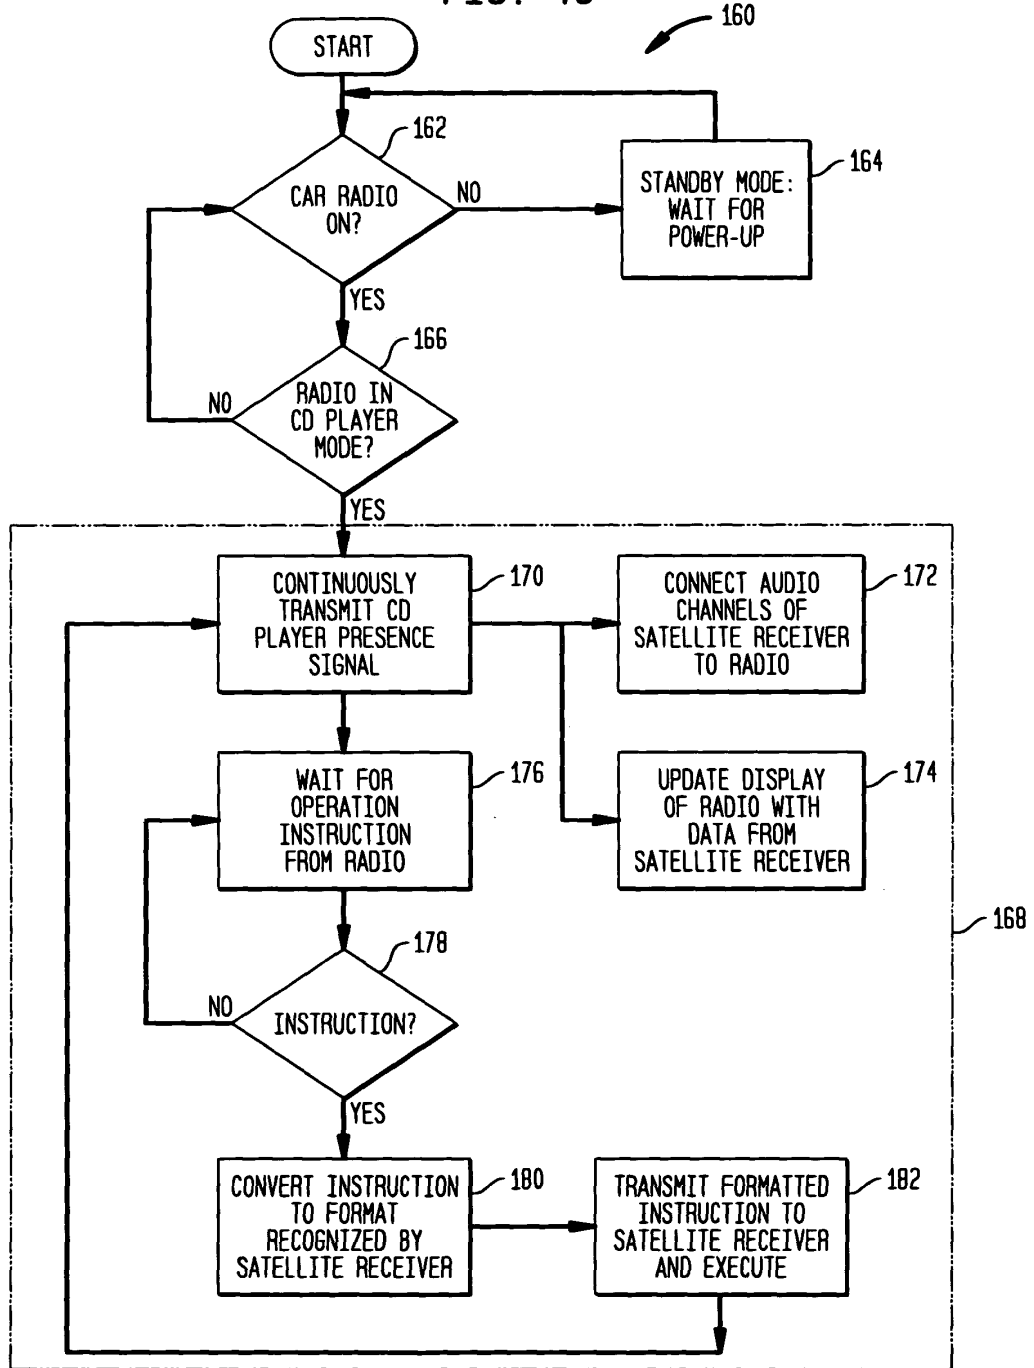 160
START
162
CAR RADIO
ON?
NO
164
STANDBY MODE:
WAIT FOR
POWER-UP
YES
166
RADIO IN
CD PLAYER
MODE?
NO
YES
168
170
CONTINUOUSLY
TRANSMIT CD
PLAYER PRESENCE
SIGNAL
172
CONNECT AUDIO
CHANNELS OF
SATELLITE RECEIVER
TO RADIO
174
UPDATE DISPLAY
OF RADIO WITH
DATA FROM
SATELLITE RECEIVER
176
WAIT FOR
OPERATION
INSTRUCTION
FROM RADIO
178
INSTRUCTION?
NO
YES
180
CONVERT INSTRUCTION
TO FORMAT
RECOGNIZED BY
SATELLITE RECEIVER
182
TRANSMIT FORMATTED
INSTRUCTION TO
SATELLITE RECEIVER
AND EXECUTE